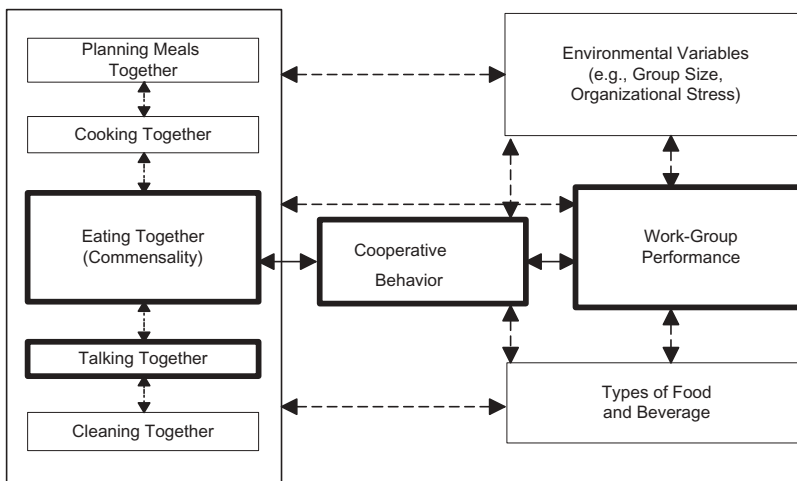 Planning Meals
Together
Cooking Together
Eating Together
(Commensality)
Talking Together
Cleaning Together
Cooperative
Behavior
Environmental Variables
(e.g., Group Size,
Organizational Stress)
Work-Group
Performance
Types of Food
and Beverage